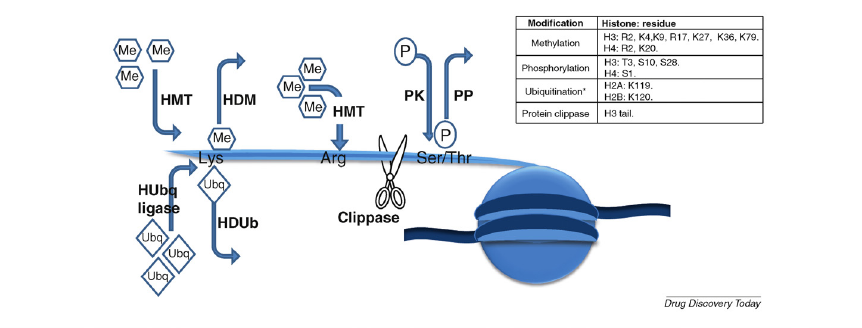 Me Me
Me
HMT
HDM
Me
Lys
Me
Me
Me
HMT
Arg
P
PK
PP
P
Ser/Thr
Clippase
HUbq
ligase
Ubq
HDUb
Ubq
Ubq
Ubq
Modification Histone: residue
Methylation H3: R2, K4,K9, R17, K27, K36, K79.
H4: R2, K20.
Phosphorylation H3: T3, S10, S28.
H4: S1.
Ubiquitination* H2A: K119.
H2B: K120.
Protein clippase H3 tail.
Drug Discovery Today